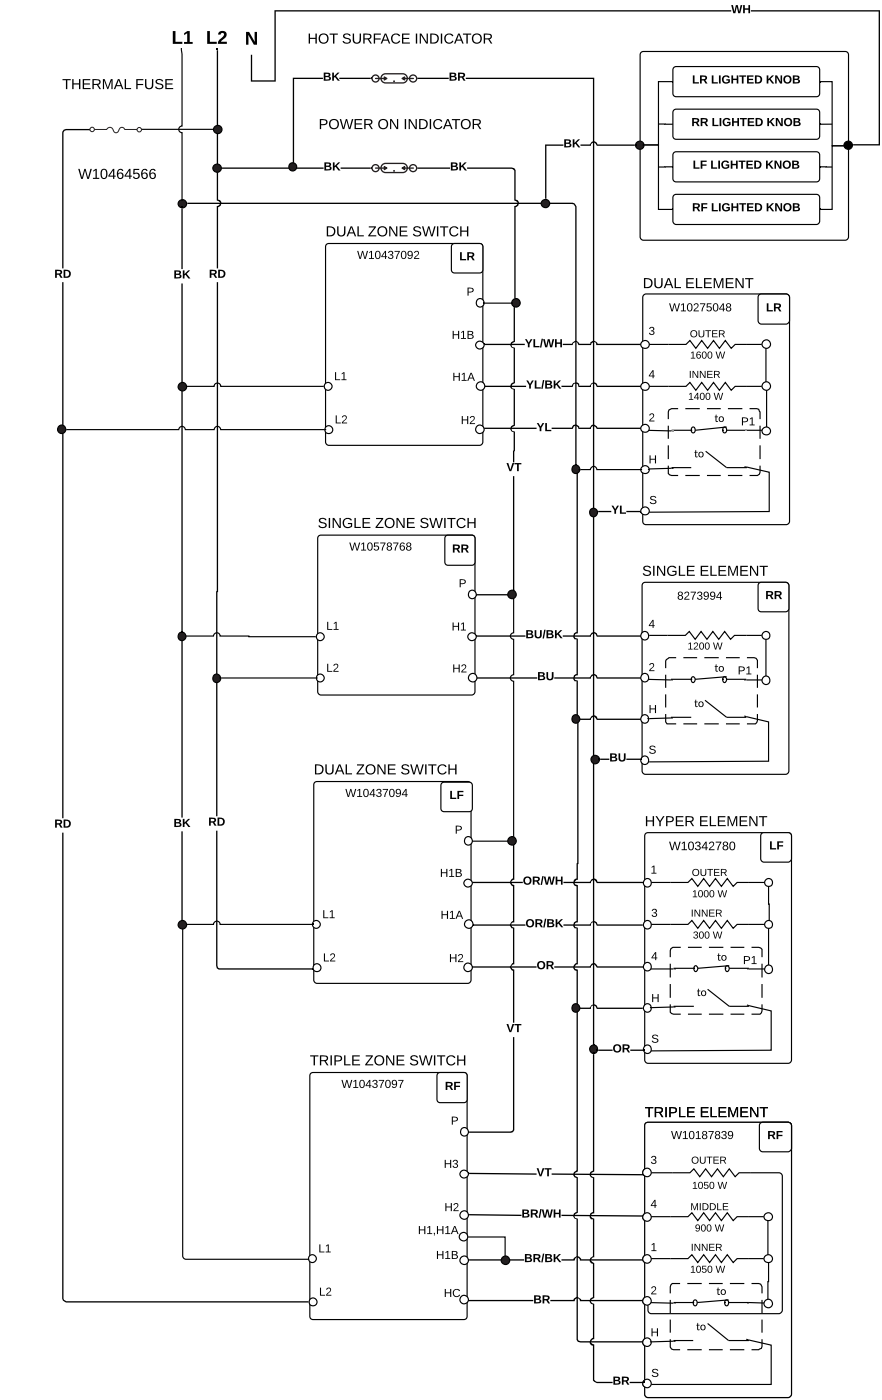 WH
L1 L2 N
HOT SURFACE INDICATOR
THERMAL FUSE
BK BR
LR LIGHTED KNOB
RR LIGHTED KNOB
LF LIGHTED KNOB
RF LIGHTED KNOB
POWER ON INDICATOR
BK BK
BK
W10464566
RD BK RD
DUAL ZONE SWITCH
W10437092
LR
P
H1B
H1A
H2
L1
L2
YL/WH
YL/BK
YL
VT
DUAL ELEMENT
W10275048
LR
3
OUTER
1600 W
4
INNER
1400 W
2
to
P1
H
to
S
YL
SINGLE ZONE SWITCH
W10578768
RR
P
H1
H2
L1
L2
BU/BK
BU
SINGLE ELEMENT
8273994
RR
4
1200 W
2
to
P1
H
to
S
BU
RD BK RD
DUAL ZONE SWITCH
W10437094
LF
P
H1B
H1A
H2
L1
L2
OR/WH
OR/BK
OR
VT
HYPER ELEMENT
W10342780
LF
1
OUTER
1000 W
3
INNER
300 W
4
to
P1
H
to
S
OR
TRIPLE ZONE SWITCH
W10437097
RF
P
H3
H2
H1,H1A
H1B
HC
L1
L2
VT
BR/WH
BR/BK
BR
TRIPLE ELEMENT
W10187839
RF
3
OUTER
1050 W
4
MIDDLE
900 W
1
INNER
1050 W
2
to
H
to
S
BR